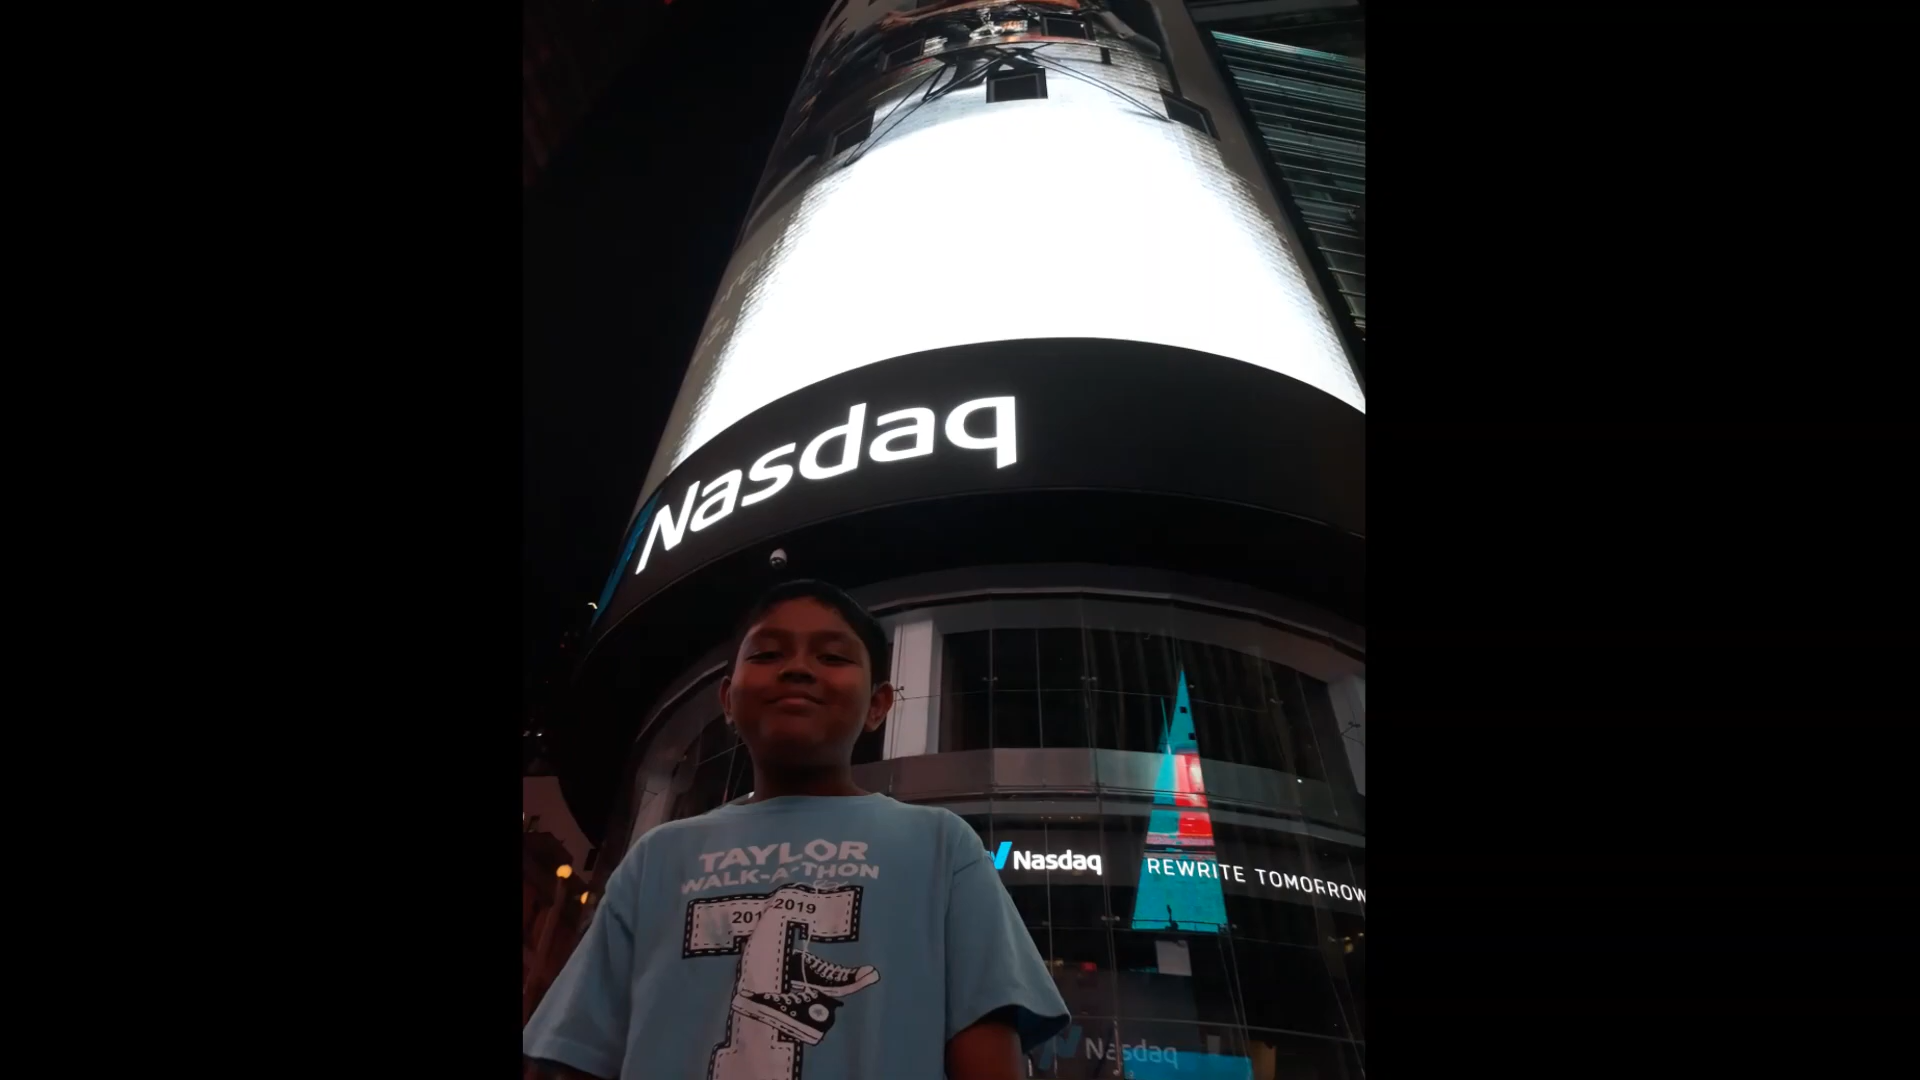 Nasdaq
TAYLOR
WALK-A-THON
2019
Nasdaq
REWRITE TOMORROW
Nasdaq